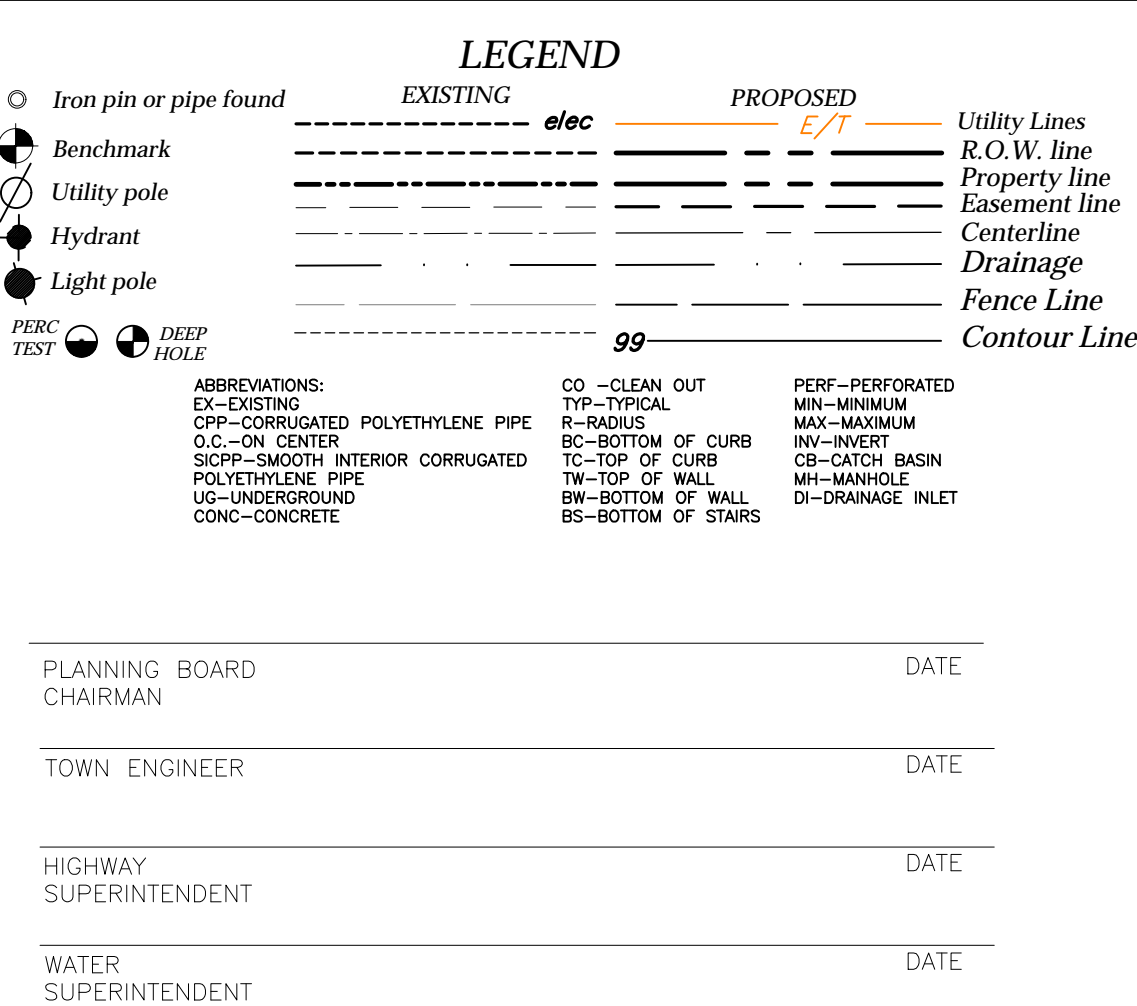 LEGEND
EXISTING
PROPOSED
Iron pin or pipe found
Benchmark
Utility pole
Hydrant
Light pole
PERC
TEST
DEEP
HOLE
elec
E/T
Utility Lines
R.O.W. line
Property line
Easement line
Centerline
Drainage
Fence Line
99
Contour Line
ABBREVIATIONS:
EX-EXISTING
CPP-CORRUGATED POLYETHYLENE PIPE
O.C.-ON CENTER
SICPP-SMOOTH INTERIOR CORRUGATED
POLYETHYLENE PIPE
UG-UNDERGROUND
CONC-CONCRETE
CO -CLEAN OUT
TYP-TYPICAL
R-RADIUS
BC-BOTTOM OF CURB
TC-TOP OF CURB
TW-TOP OF WALL
BW-BOTTOM OF WALL
BS-BOTTOM OF STAIRS
PERF-PERFORATED
MIN-MINIMUM
MAX-MAXIMUM
INV-INVERT
CB-CATCH BASIN
MH-MANHOLE
DI-DRAINAGE INLET
PLANNING BOARD
CHAIRMAN
DATE
TOWN ENGINEER
DATE
HIGHWAY
SUPERINTENDENT
DATE
WATER
SUPERINTENDENT
DATE